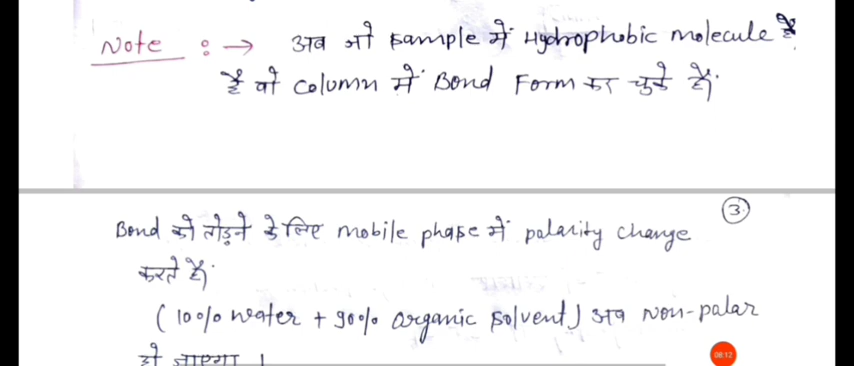 Note :→ अब जो sample में Hydrophobic molecule है
है वो column में Bond Form कर चुके हैं।
3
Bond को तोड़ने के लिए mobile phase में polarity change
करते हैं।
(10% water + 90% organic solvent) अब Non-polar
हो जाएगा ।
08:12